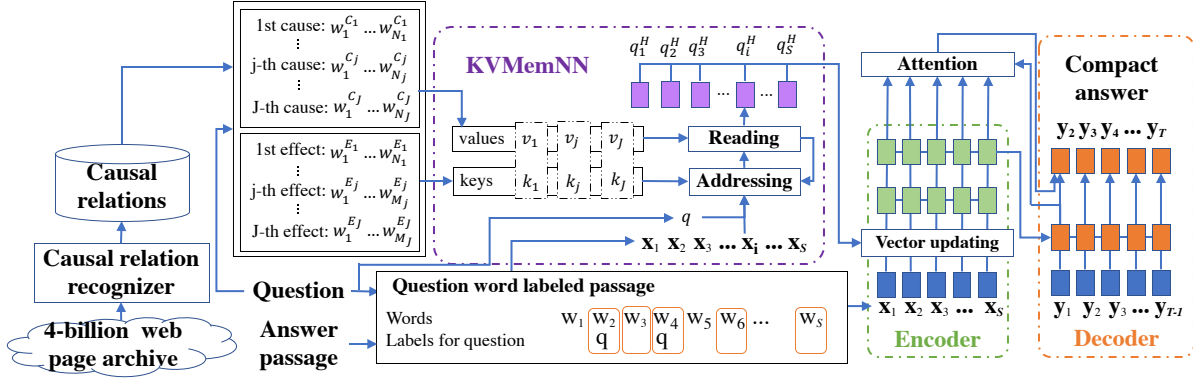 1st cause: w_1^{C_1} ... w_{N_1}^{C_1}
⋮
j-th cause: w_1^{C_j} ... w_{N_j}^{C_j}
⋮
J-th cause: w_1^{C_J} ... w_{N_J}^{C_J}
1st effect: w_1^{E_1} ... w_{N_1}^{E_1}
⋮
j-th effect: w_1^{E_j} ... w_{M_j}^{E_j}
⋮
J-th effect: w_1^{E_J} ... w_{M_J}^{E_J}
Causal
relations
Causal relation
recognizer
4-billion web
page archive
KVMemNN
q_1^H q_2^H q_3^H q_i^H q_S^H
... ...
values v_1 v_j v_J
keys k_1 k_j k_J
Reading
Addressing
q
x_1 x_2 x_3 ... x_i ... x_S
Question
Answer
passage
Question word labeled passage
Words w_1 w_2 w_3 w_4 w_5 w_6 ... w_S
Labels for question q q
Attention
Vector updating
x_1 x_2 x_3 ... x_S
Encoder
Compact
answer
y_2 y_3 y_4 ... y_T
y_1 y_2 y_3 ... y_{T-1}
Decoder